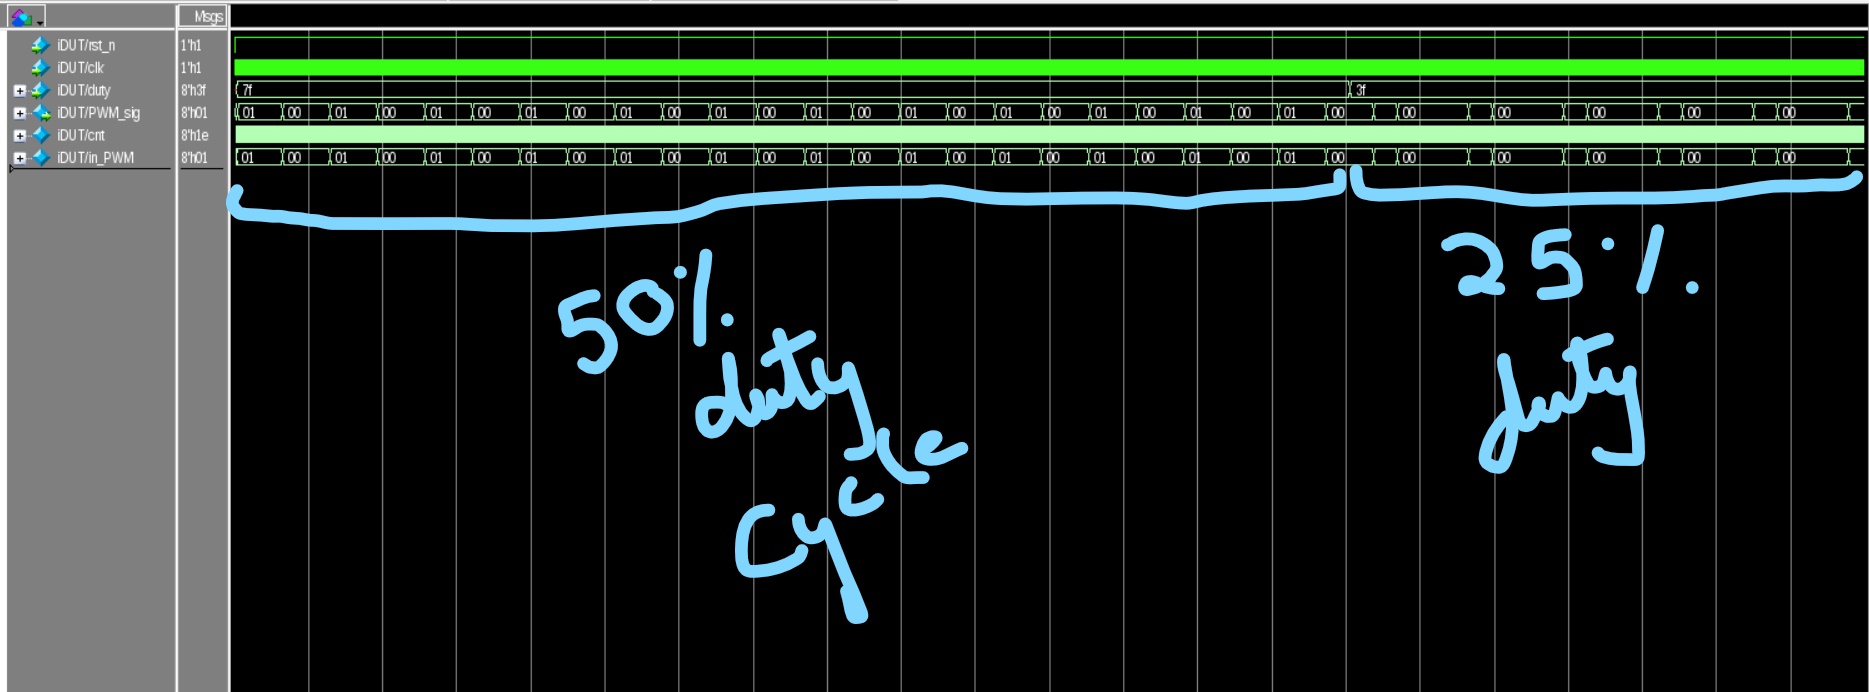 Msgs
iDUT/rst_n 1'h1
iDUT/clk 1'h1
iDUT/duty 8'h3f 7f 3f
iDUT/PWM_sig 8'h01 01 00 01 00 01 00 01 00 01 00 01 00 01 00 01 00 01 00 01 00 01 00 01 00 00 00 00 00 00
iDUT/cnt 8'h1e
iDUT/in_PWM 8'h01 01 00 01 00 01 00 01 00 01 00 01 00 01 00 01 00 01 00 01 00 01 00 01 00 00 00 00 00 00
50% 25%
duty duty
cycle